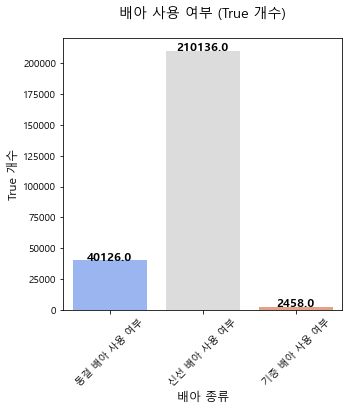 배아 사용 여부 (True 개수)
True 개수
200000
175000
150000
125000
100000
75000
50000
25000
0
40126.0
210136.0
2458.0
동결 배아 사용 여부
신선 배아 사용 여부
기증 배아 사용 여부
배아 종류